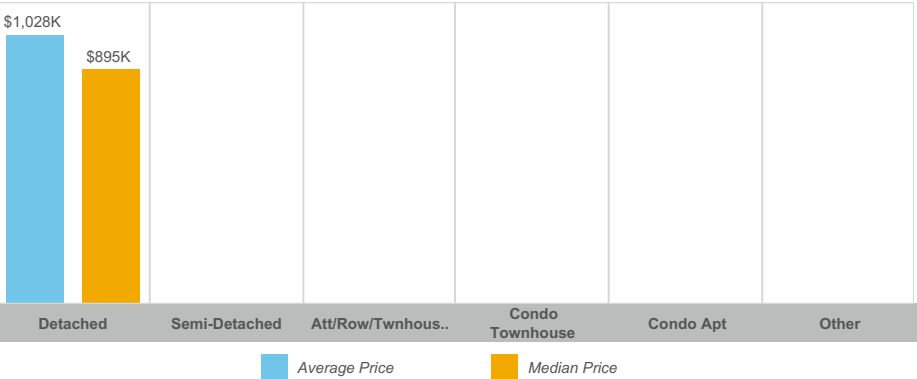 $1,028K
$895K
Detached
Semi-Detached
Att/Row/Twnhous..
Condo
Townhouse
Condo Apt
Other
Average Price
Median Price